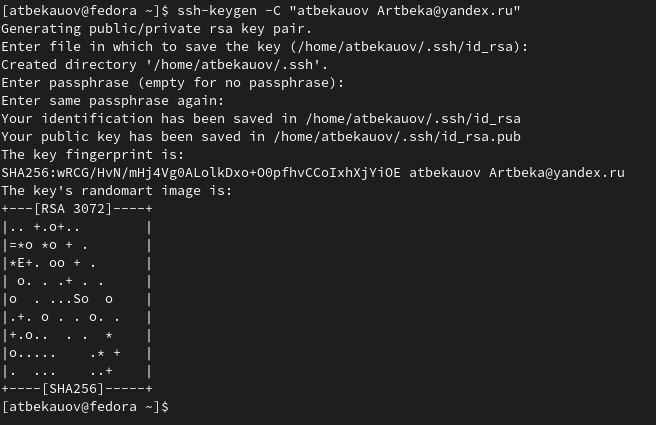 [atbekauov@fedora ~]$ ssh-keygen -C "atbekauov Artbeka@yandex.ru"
Generating public/private rsa key pair.
Enter file in which to save the key (/home/atbekauov/.ssh/id_rsa):
Created directory '/home/atbekauov/.ssh'.
Enter passphrase (empty for no passphrase):
Enter same passphrase again:
Your identification has been saved in /home/atbekauov/.ssh/id_rsa
Your public key has been saved in /home/atbekauov/.ssh/id_rsa.pub
The key fingerprint is:
SHA256:wRCG/HvN/mHj4Vg0ALolkDxo+O0pfhvCCoIxhXjYiOE atbekauov Artbeka@yandex.ru
The key's randomart image is:
+---[RSA 3072]----+
|.. +.o+..        |
|=*o *o + .       |
|*E+. oo + .      |
| o. . .+ . .     |
|o  . ...So  o    |
|.+. o . . o. .   |
|+.o..  . .  *    |
|o.....    .* +   |
|.  ...    ..+    |
+----[SHA256]-----+
[atbekauov@fedora ~]$